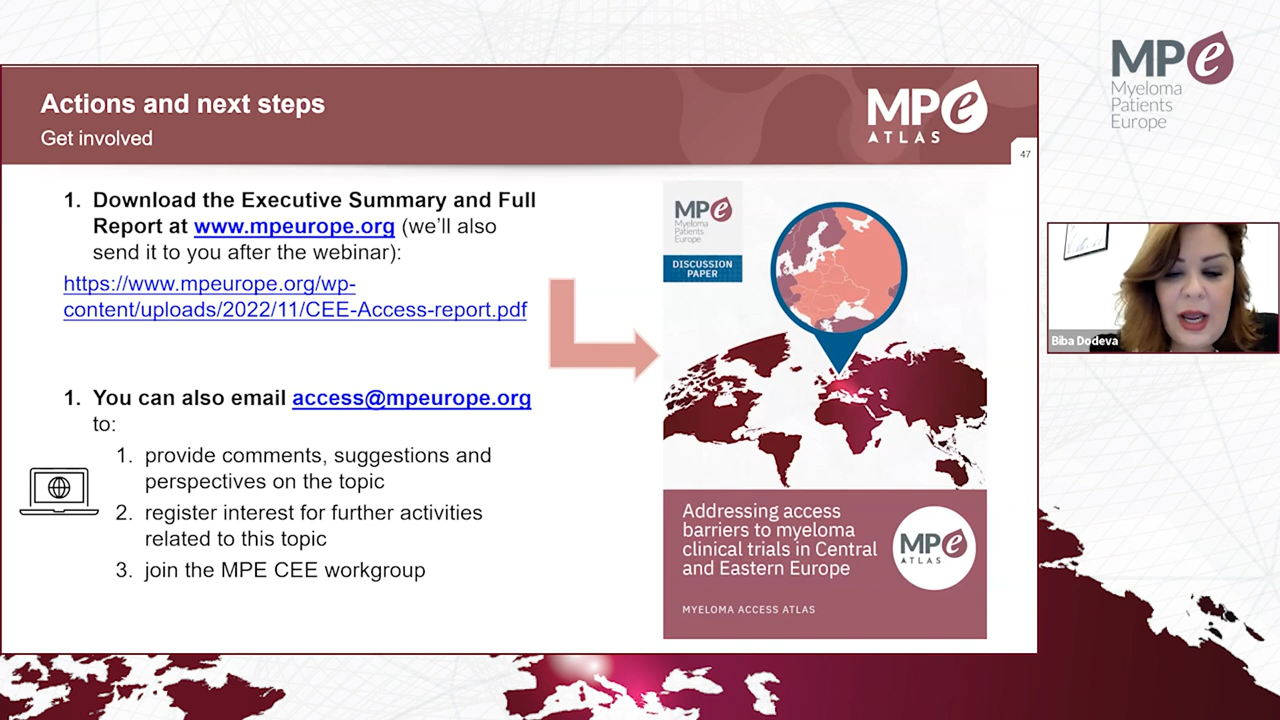 MPe
Myeloma
Patients
Europe
Actions and next steps
Get involved
MPe
ATLAS
47
1. Download the Executive Summary and Full
Report at www.mpeurope.org (we'll also
send it to you after the webinar):
https://www.mpeurope.org/wp-
content/uploads/2022/11/CEE-Access-report.pdf
1. You can also email access@mpeurope.org
to:
1. provide comments, suggestions and
perspectives on the topic
2. register interest for further activities
related to this topic
3. join the MPE CEE workgroup
MPe
Myeloma
Patients
Europe
DISCUSSION
PAPER
Addressing access
barriers to myeloma
clinical trials in Central
and Eastern Europe
MPe
ATLAS
MYELOMA ACCESS ATLAS
Biba Dodeva